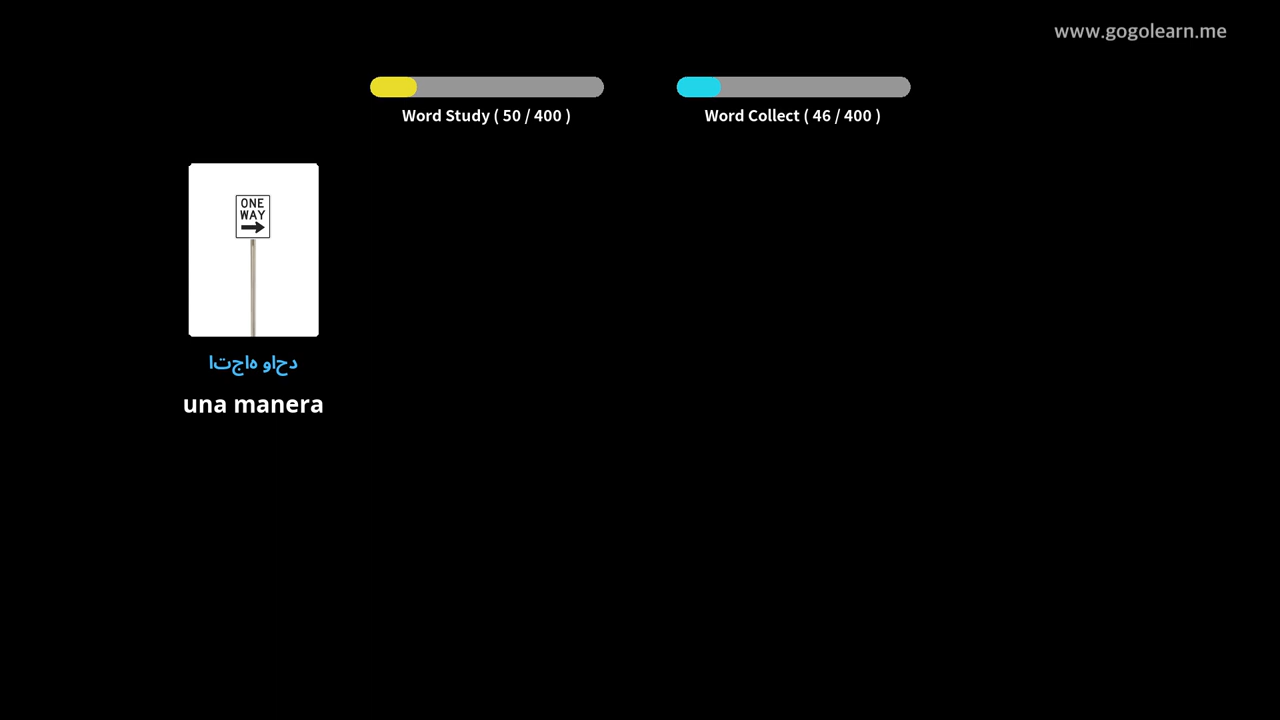 www.gogolearn.me
Word Study ( 50 / 400 )
Word Collect ( 46 / 400 )
ONE
WAY
اتجاه واحد
una manera